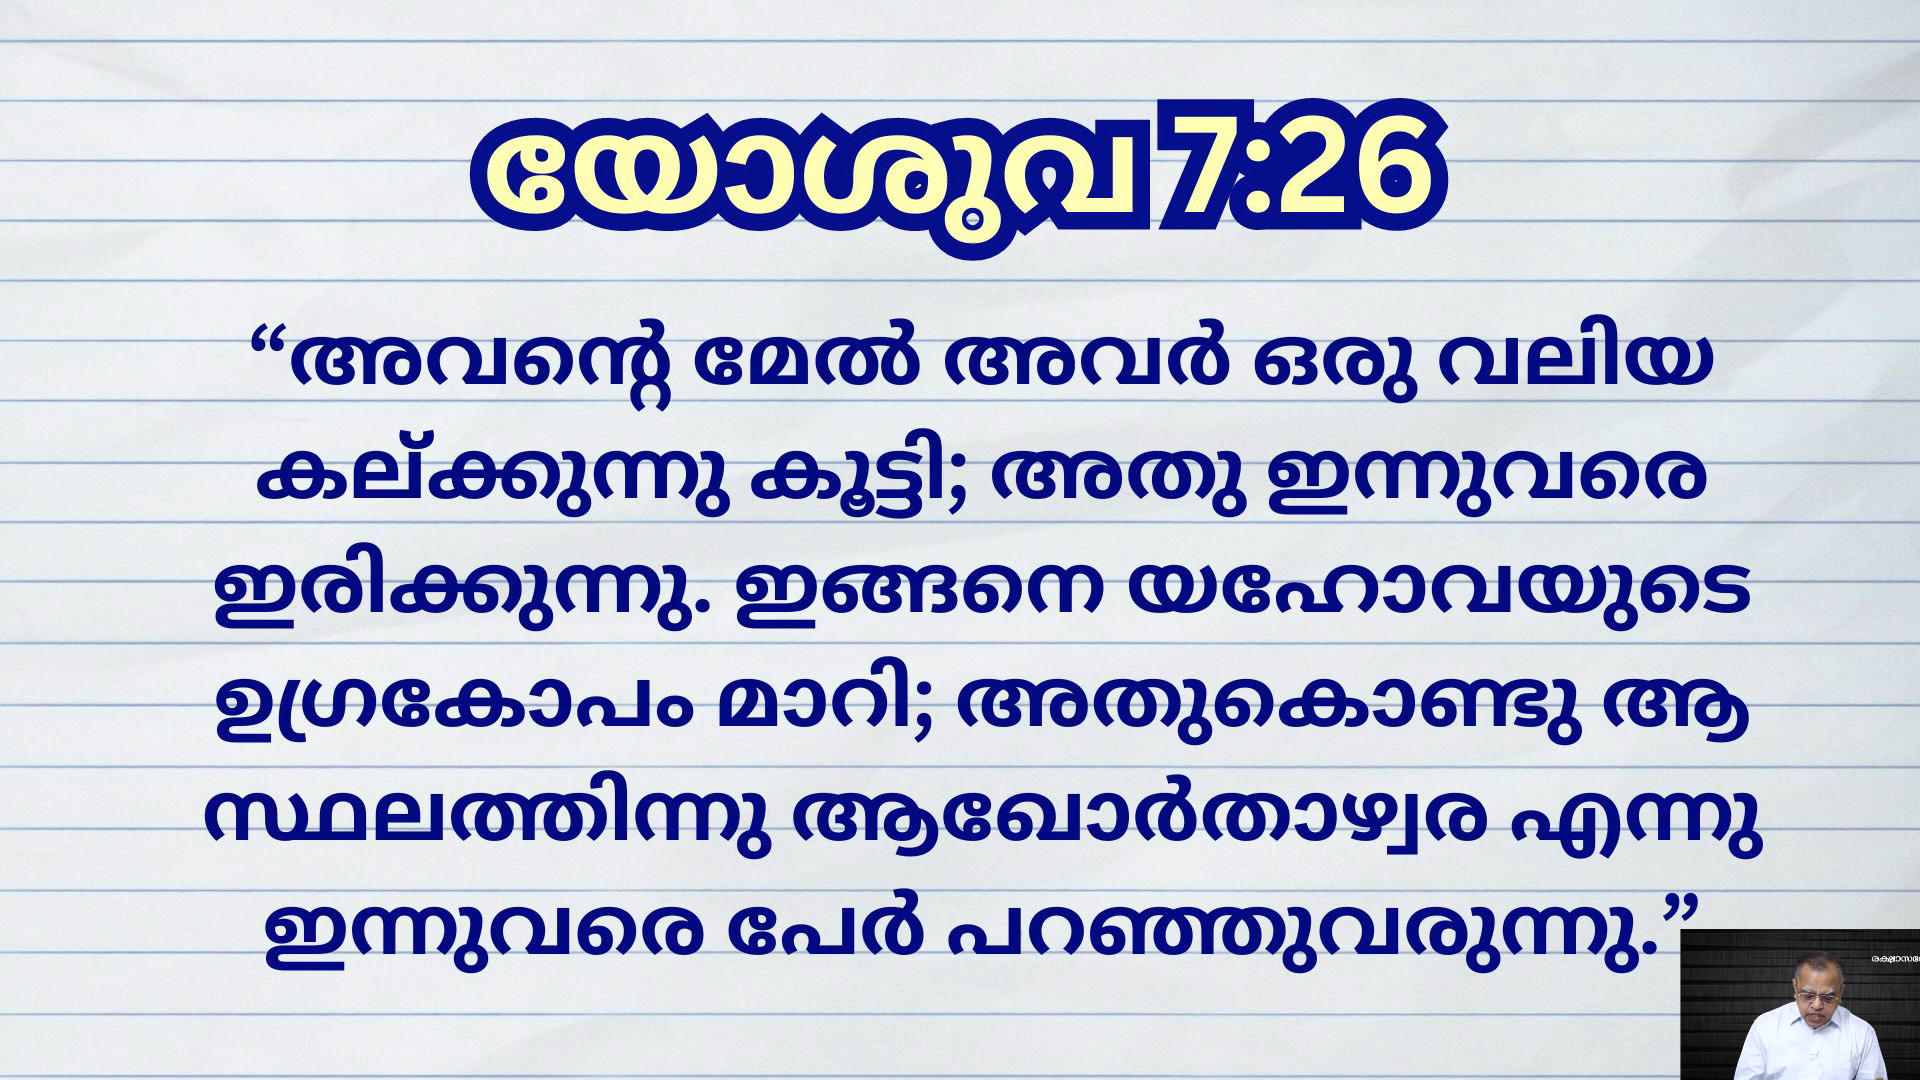 യോശുവ 7:26
“അവന്റെ മേൽ അവർ ഒരു വലിയ
കല്ക്കുന്നു കൂട്ടി; അതു ഇന്നുവരെ
ഇരിക്കുന്നു. ഇങ്ങനെ യഹോവയുടെ
ഉഗ്രകോപം മാറി; അതുകൊണ്ടു ആ
സ്ഥലത്തിന്നു ആഖോർതാഴ്വര എന്നു
ഇന്നുവരെ പേർ പറഞ്ഞുവരുന്നു.”